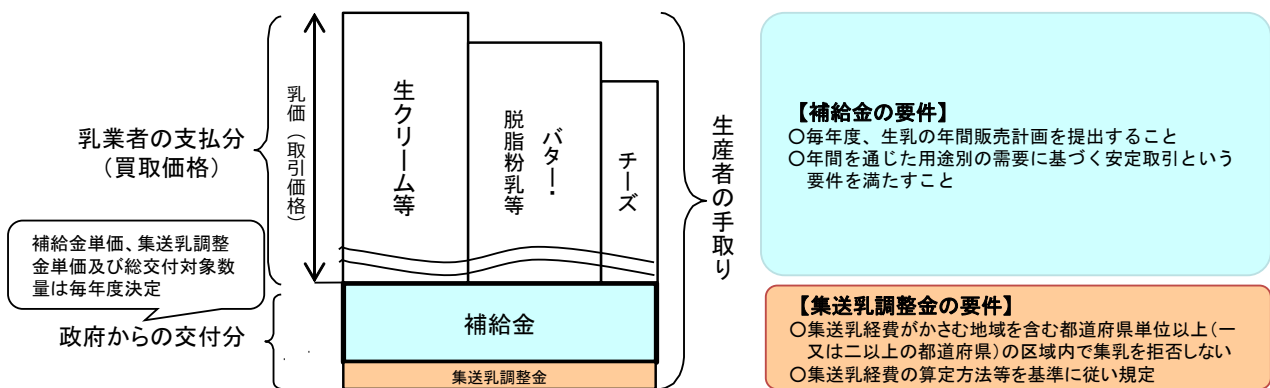 乳業者の支払分
（買取価格）
補給金単価、集送乳調整
金単価及び総交付対象数
量は毎年度決定
政府からの交付分
乳価（取引価格）
生クリーム等
バター・
脱脂粉乳等
チーズ
補給金
集送乳調整金
生産者の手取り
【補給金の要件】
○毎年度、生乳の年間販売計画を提出すること
○年間を通じた用途別の需要に基づく安定取引という
要件を満たすこと
【集送乳調整金の要件】
○集送乳経費がかさむ地域を含む都道府県単位以上（一
又は二以上の都道府県）の区域内で集乳を拒否しない
○集送乳経費の算定方法等を基準に従い規定